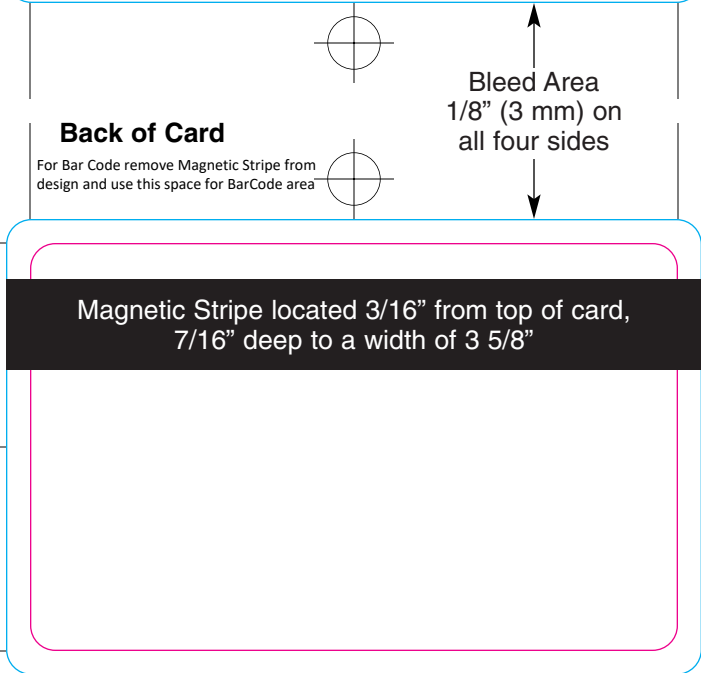 Bleed Area
1/8” (3 mm) on
all four sides
Back of Card
For Bar Code remove Magnetic Stripe from
design and use this space for BarCode area
Magnetic Stripe located 3/16” from top of card,
7/16” deep to a width of 3 5/8”